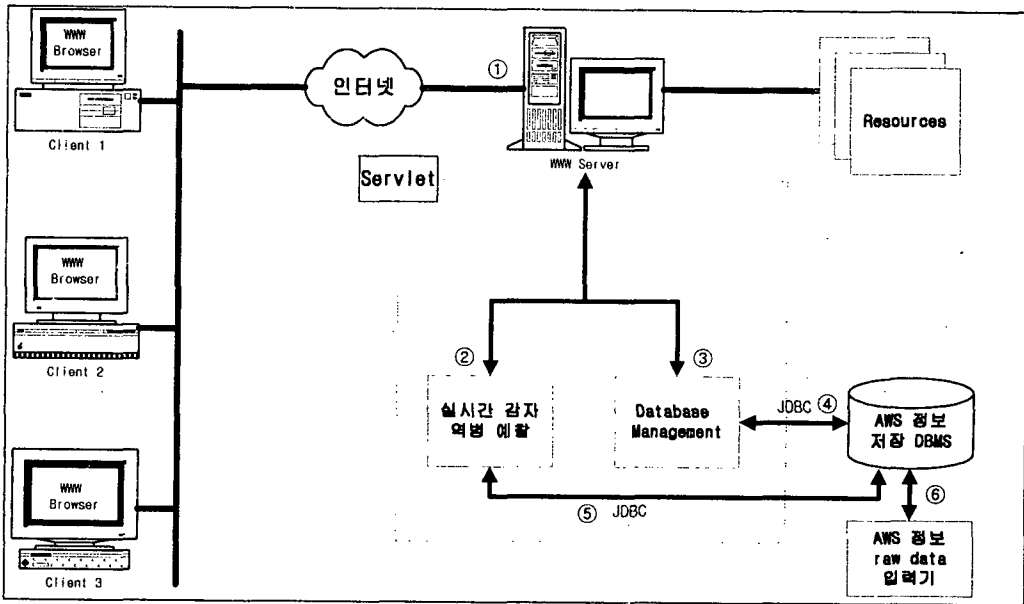 WWW
Browser
Client 1
인터넷
①
WWW Server
Resources
Servlet
WWW
Browser
Client 2
②
③
실시간 감자
역병 예찰
Database
Management
JDBC ④
AWS 정보
저장 DBMS
⑤ JDBC
⑥
WWW
Browser
Client 3
AWS 정보
raw data
입력기